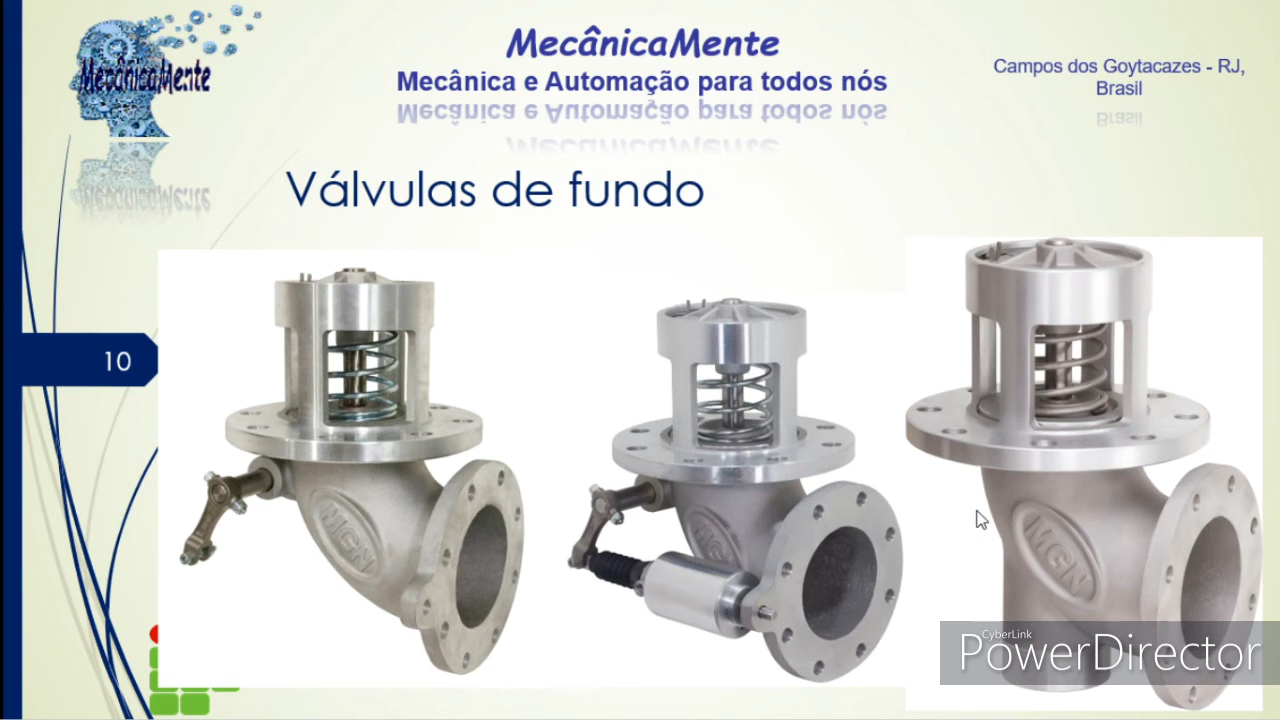 MecânicaMente
MecânicaMente
Mecânica e Automação para todos nós
Campos dos Goytacazes - RJ,
Brasil
Válvulas de fundo
10
MGN
MGN
MGN
CyberLink
PowerDirector